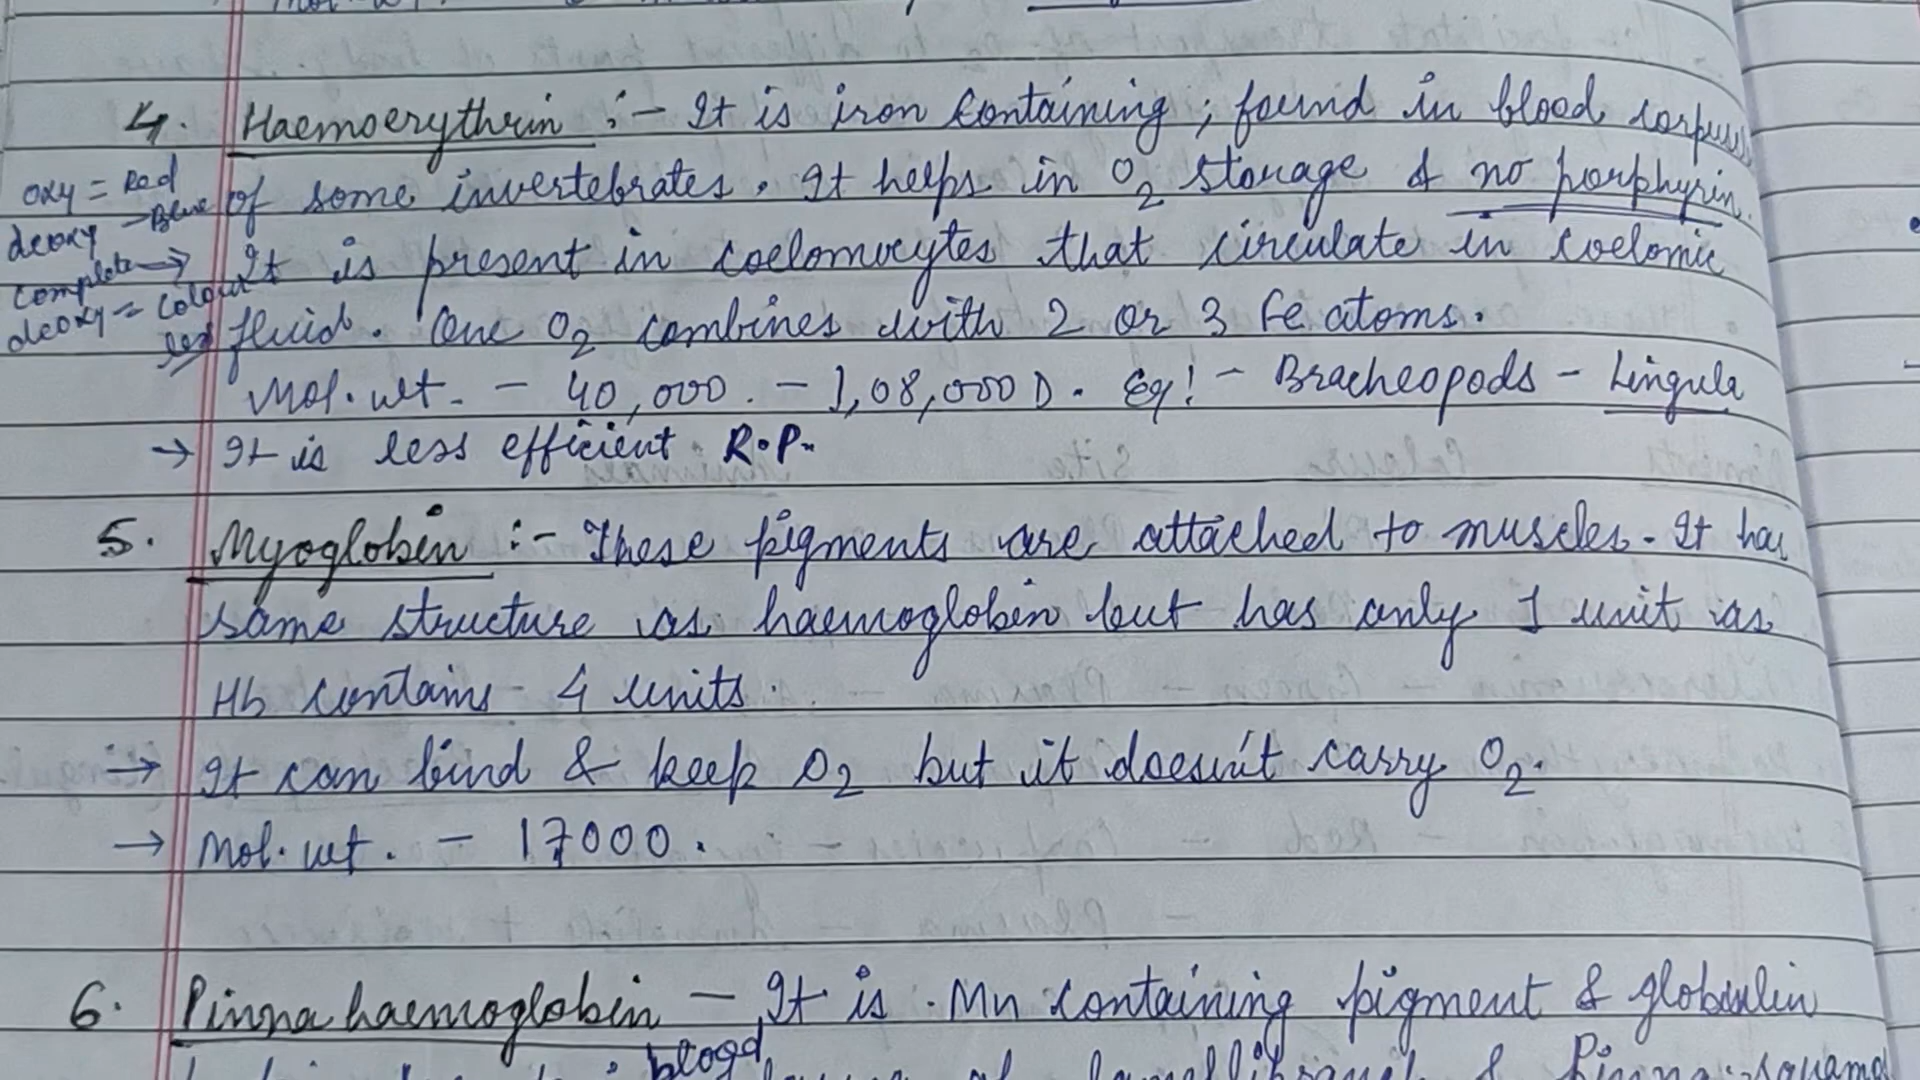 4. Haemoerythrin :- It is iron containing, found in blood corpus
oxy = Red
deoxy - Blue
complete →
deoxy = colour
less
of some invertebrates. It helps in O2 storage & no porphyrin.
It is present in coelomocytes that circulate in coelomic
fluid. One O2 combines with 2 or 3 Fe atoms.
Mol. wt. - 40,000 - 1,08,000 D. Eg! - Bracheopods - Lingula
→ It is less efficient R.P.
5. Myoglobin :- These pigments are attached to muscles. It has
same structure as haemoglobin but has only 1 unit as
Hb contains - 4 units.
→ It can bind & keep O2 but it doesn't carry O2.
→ Mol. wt. - 17000.
6. Pinna haemoglobin - It is Mn containing pigment & globulin
blood
of lamellibranch & Pinna squama